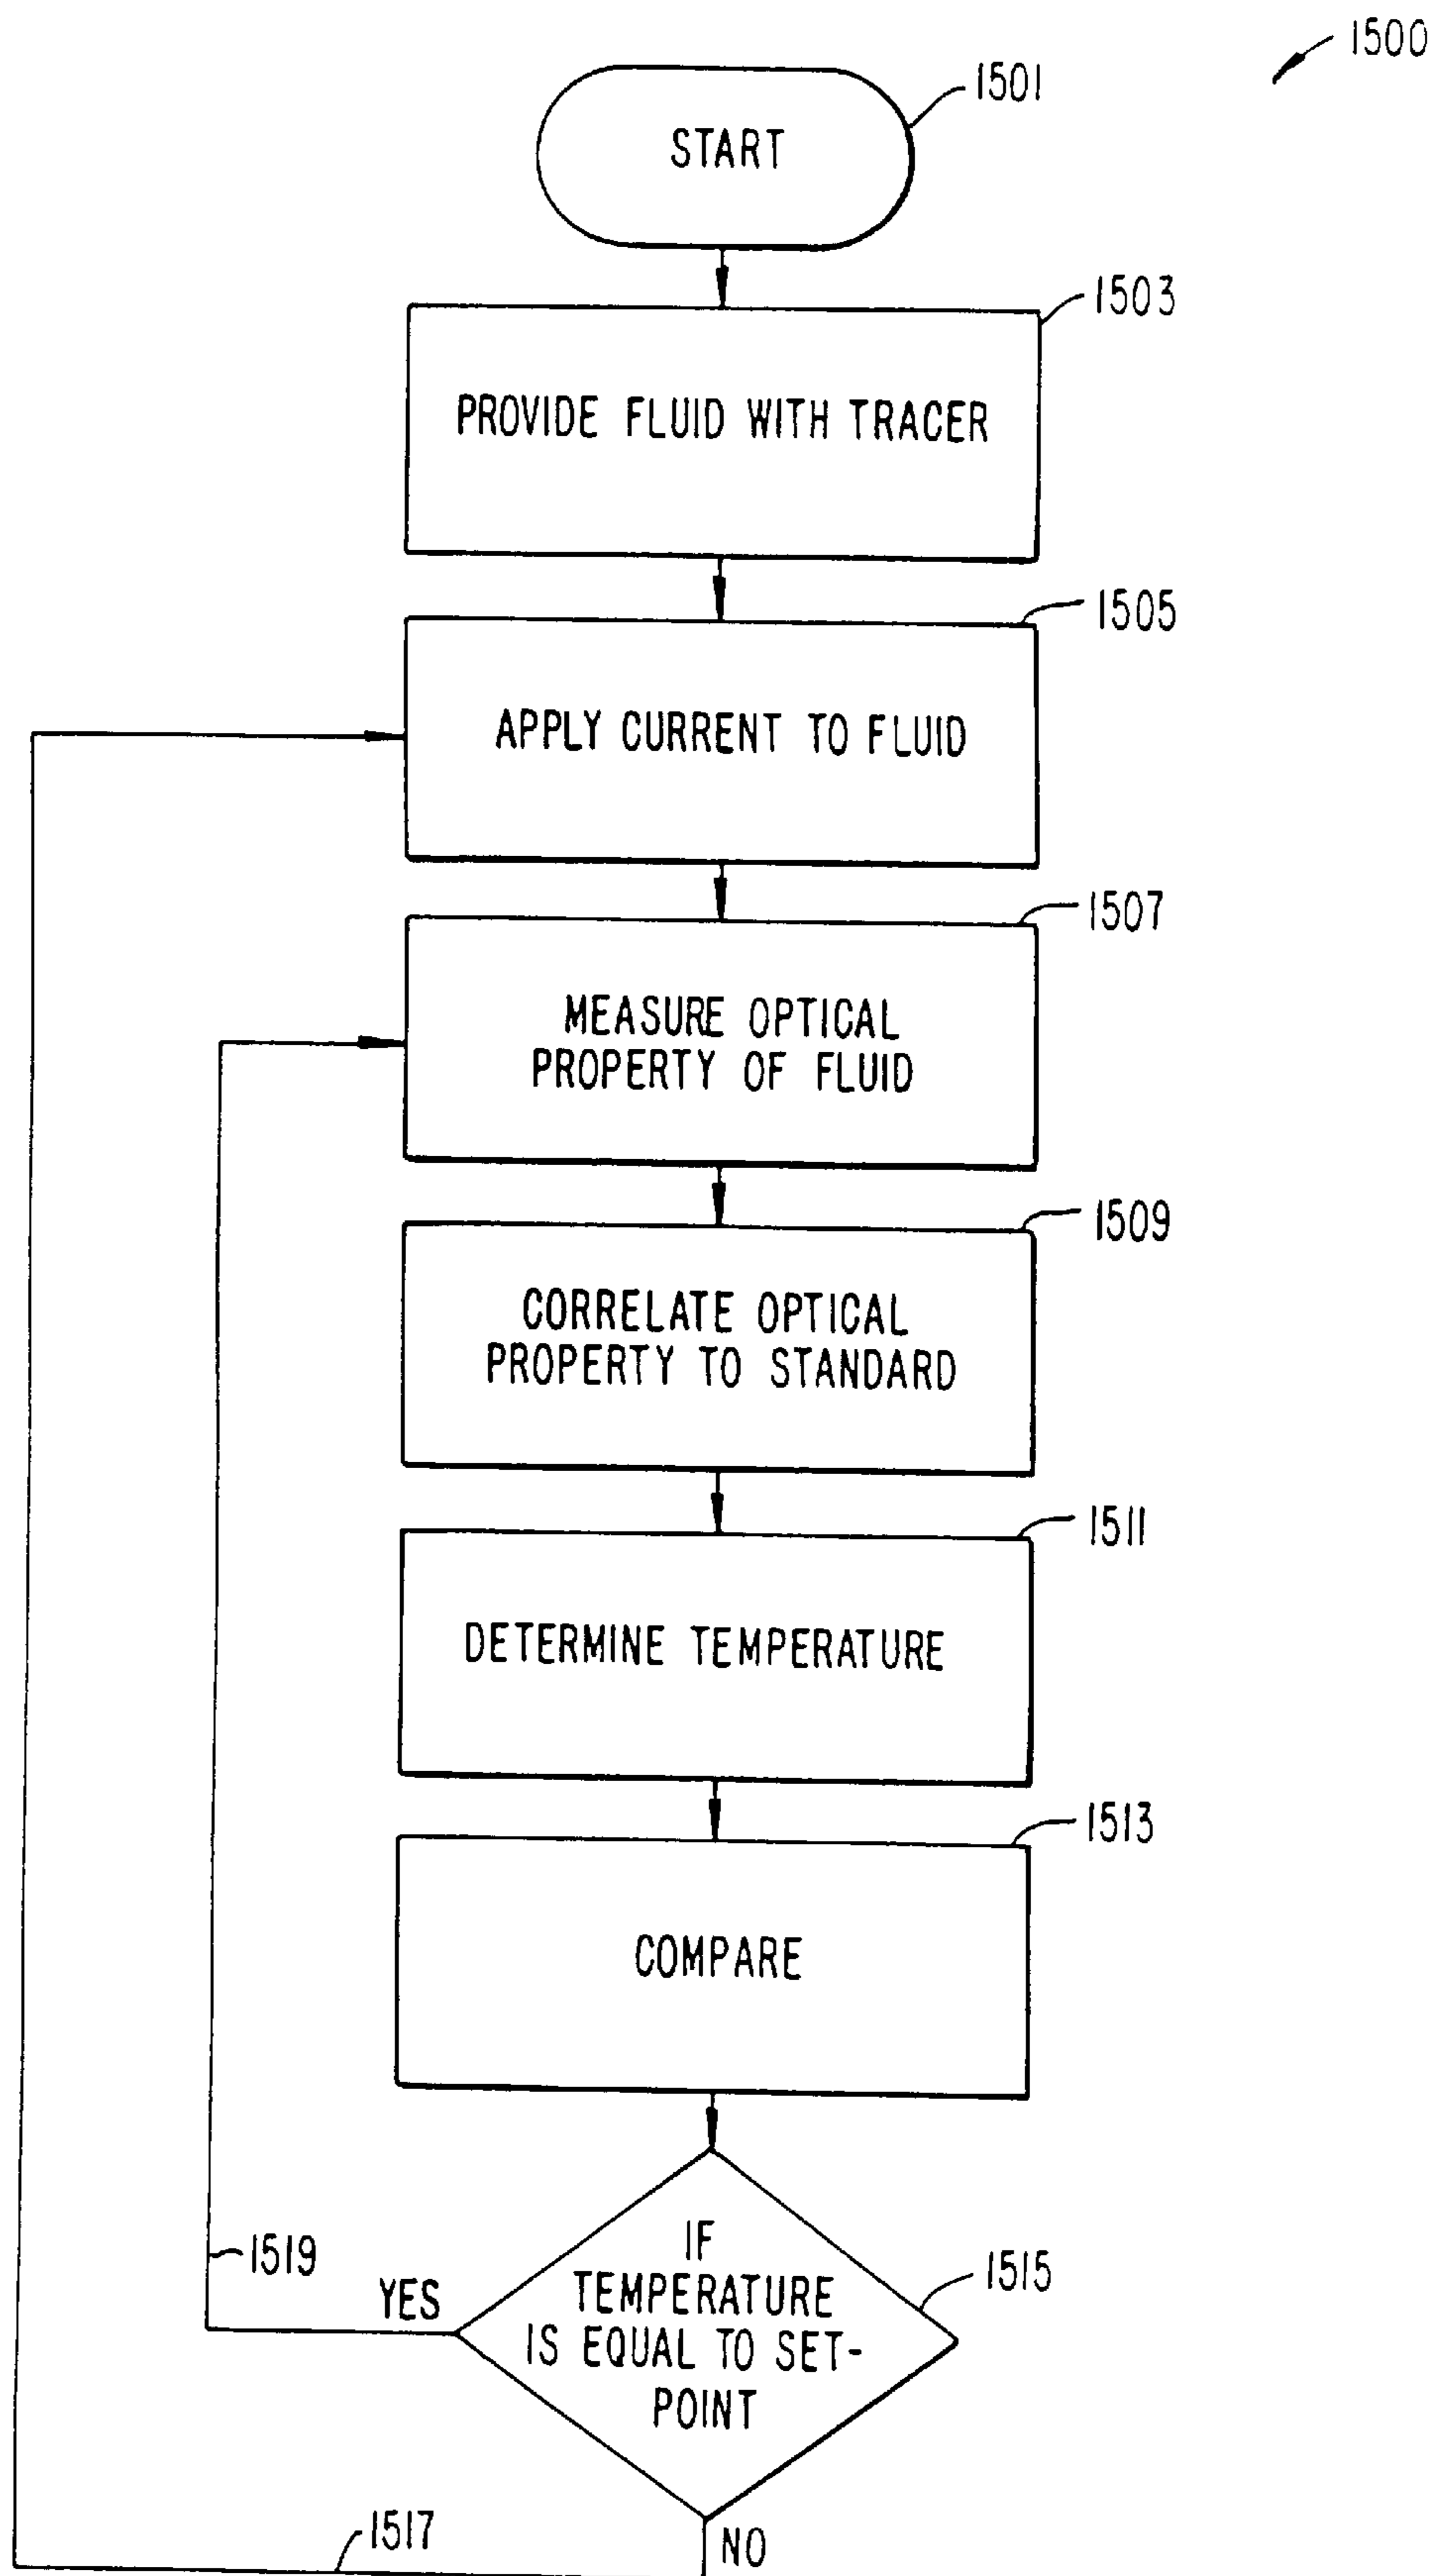 1500
1501
START
1503
PROVIDE FLUID WITH TRACER
1505
APPLY CURRENT TO FLUID
1507
MEASURE OPTICAL
PROPERTY OF FLUID
1509
CORRELATE OPTICAL
PROPERTY TO STANDARD
1511
DETERMINE TEMPERATURE
1513
COMPARE
1519
YES
IF
TEMPERATURE
IS EQUAL TO SET-
POINT
1515
1517
NO